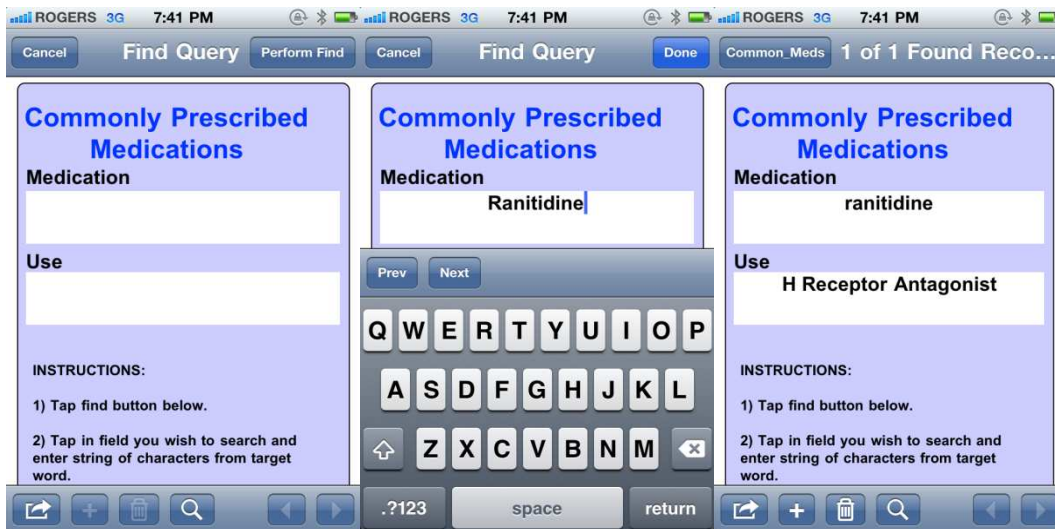 ROGERS 3G 7:41 PM
Cancel Find Query Perform Find
Commonly Prescribed
Medications
Medication
Use
INSTRUCTIONS:
1) Tap find button below.
2) Tap in field you wish to search and
enter string of characters from target
word.
ROGERS 3G 7:41 PM
Cancel Find Query Done
Commonly Prescribed
Medications
Medication
Ranitidine
Prev Next
Q W E R T Y U I O P
A S D F G H J K L
Z X C V B N M
.?123 space return
ROGERS 3G 7:41 PM
Common_Meds 1 of 1 Found Reco...
Commonly Prescribed
Medications
Medication
ranitidine
Use
H Receptor Antagonist
INSTRUCTIONS:
1) Tap find button below.
2) Tap in field you wish to search and
enter string of characters from target
word.